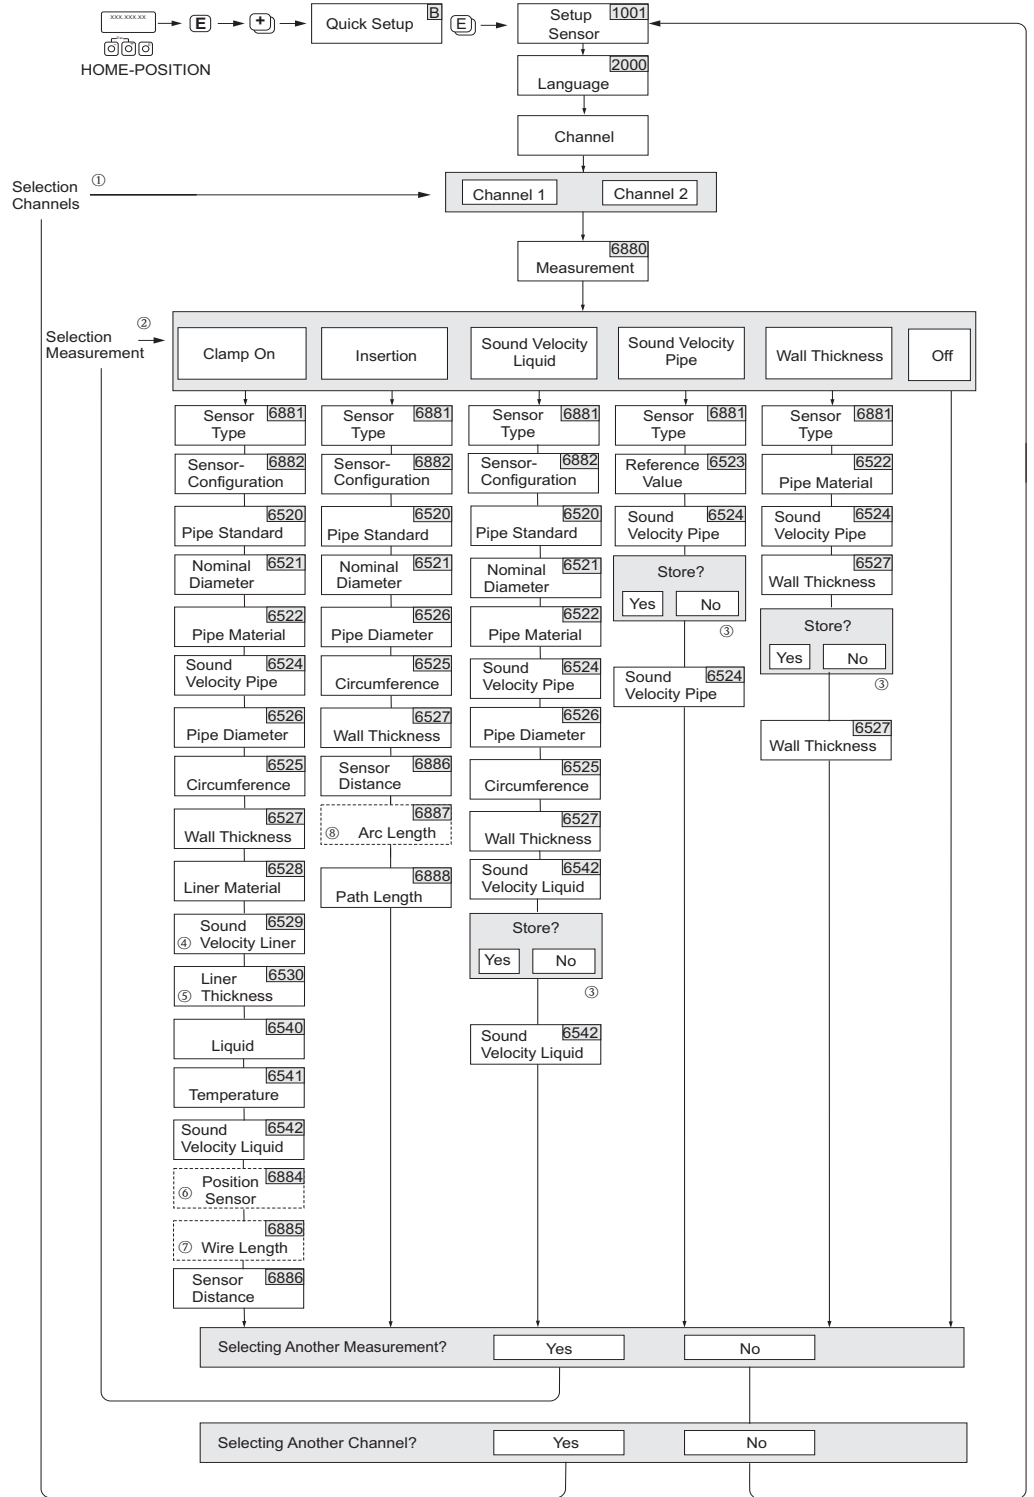 xxx.xxx.xx
Esc
E
+
Quick Setup
B
E
Setup
Sensor
1001
HOME-POSITION
2000
Language
Channel
①
Selection
Channels
Channel 1
Channel 2
6880
Measurement
②
Selection
Measurement
Clamp On
Insertion
Sound Velocity
Liquid
Sound Velocity
Pipe
Wall Thickness
Off
Sensor
Type
6881
Sensor-
Configuration
6882
6520
Pipe Standard
Nominal
Diameter
6521
6522
Pipe Material
Sound
Velocity Pipe
6524
6526
Pipe Diameter
6525
Circumference
6527
Wall Thickness
6528
Liner Material
Sound
④ Velocity Liner
6529
Liner
⑤ Thickness
6530
6540
Liquid
6541
Temperature
Sound
Velocity Liquid
6542
Position
⑥ Sensor
6884
6885
⑦ Wire Length
Sensor
Distance
6886
Sensor
Type
6881
Sensor-
Configuration
6882
6520
Pipe Standard
Nominal
Diameter
6521
6526
Pipe Diameter
6525
Circumference
6527
Wall Thickness
Sensor
Distance
6886
6887
⑧ Arc Length
6888
Path Length
Sensor
Type
6881
Sensor-
Configuration
6882
6520
Pipe Standard
Nominal
Diameter
6521
6522
Pipe Material
Sound
Velocity Pipe
6524
6526
Pipe Diameter
6525
Circumference
6527
Wall Thickness
Sound
Velocity Liquid
6542
Store?
Yes
No
③
Sound
Velocity Liquid
6542
Sensor
Type
6881
Reference
Value
6523
Sound
Velocity Pipe
6524
Store?
Yes
No
③
Sound
Velocity Pipe
6524
Sensor
Type
6881
6522
Pipe Material
Sound
Velocity Pipe
6524
6527
Wall Thickness
Store?
Yes
No
③
6527
Wall Thickness
Selecting Another Measurement?
Yes
No
Selecting Another Channel?
Yes
No